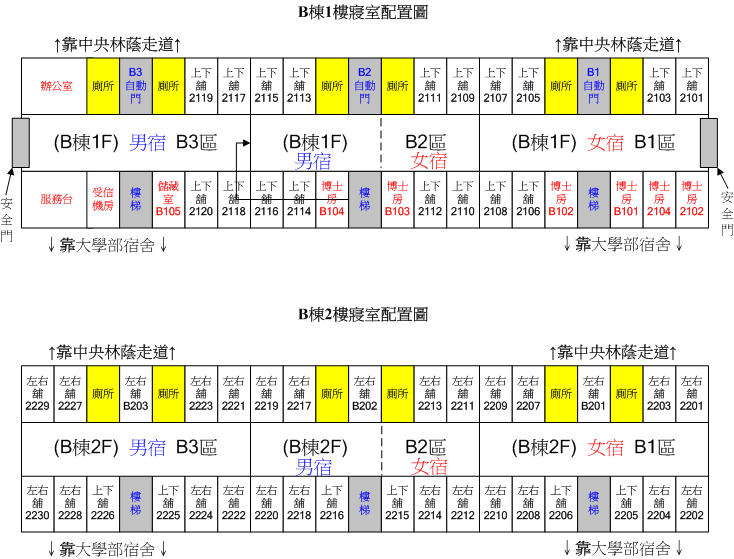 B棟1樓寢室配置圖
↑靠中央林蔭走道↑
↑靠中央林蔭走道↑
辦公室
廁所
B3
自動
門
廁所
上下
舖
2119
上下
舖
2117
上下
舖
2115
上下
舖
2113
廁所
B2
自動
門
廁所
上下
舖
2111
上下
舖
2109
上下
舖
2107
上下
舖
2105
廁所
B1
自動
門
廁所
上下
舖
2103
上下
舖
2101
(B棟1F) 男宿 B3區
(B棟1F)
男宿
B2區
女宿
(B棟1F) 女宿 B1區
服務台
受信
機房
樓
梯
儲藏
室
B105
上下
舖
2120
上下
舖
2118
上下
舖
2116
上下
舖
2114
博士
房
B104
樓
梯
博士
房
B103
上下
舖
2112
上下
舖
2110
上下
舖
2108
上下
舖
2106
博士
房
B102
樓
梯
博士
房
B101
博士
房
2104
博士
房
2102
安
全
門
安
全
門
↓靠大學部宿舍↓
↓靠大學部宿舍↓
B棟2樓寢室配置圖
↑靠中央林蔭走道↑
↑靠中央林蔭走道↑
左右
舖
2229
左右
舖
2227
廁所
左右
舖
B203
廁所
左右
舖
2223
左右
舖
2221
左右
舖
2219
左右
舖
2217
廁所
左右
舖
B202
廁所
左右
舖
2213
左右
舖
2211
左右
舖
2209
左右
舖
2207
廁所
左右
舖
B201
廁所
左右
舖
2203
左右
舖
2201
(B棟2F) 男宿 B3區
(B棟2F)
男宿
B2區
女宿
(B棟2F) 女宿 B1區
左右
舖
2230
左右
舖
2228
上下
舖
2226
樓
梯
上下
舖
2225
左右
舖
2224
左右
舖
2222
左右
舖
2220
左右
舖
2218
上下
舖
2216
樓
梯
上下
舖
2215
左右
舖
2214
左右
舖
2212
左右
舖
2210
左右
舖
2208
上下
舖
2206
樓
梯
上下
舖
2205
左右
舖
2204
左右
舖
2202
↓靠大學部宿舍↓
↓靠大學部宿舍↓